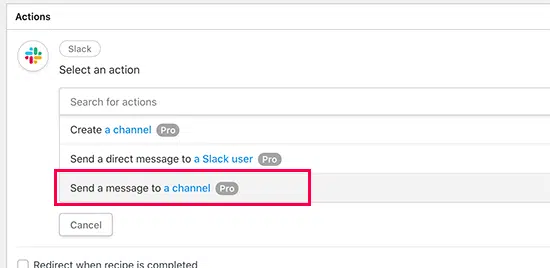 Actions
Slack
Select an action
Search for actions
Create a channel Pro
Send a direct message to a Slack user Pro
Send a message to a channel Pro
Cancel
Redirect when recipe is completed